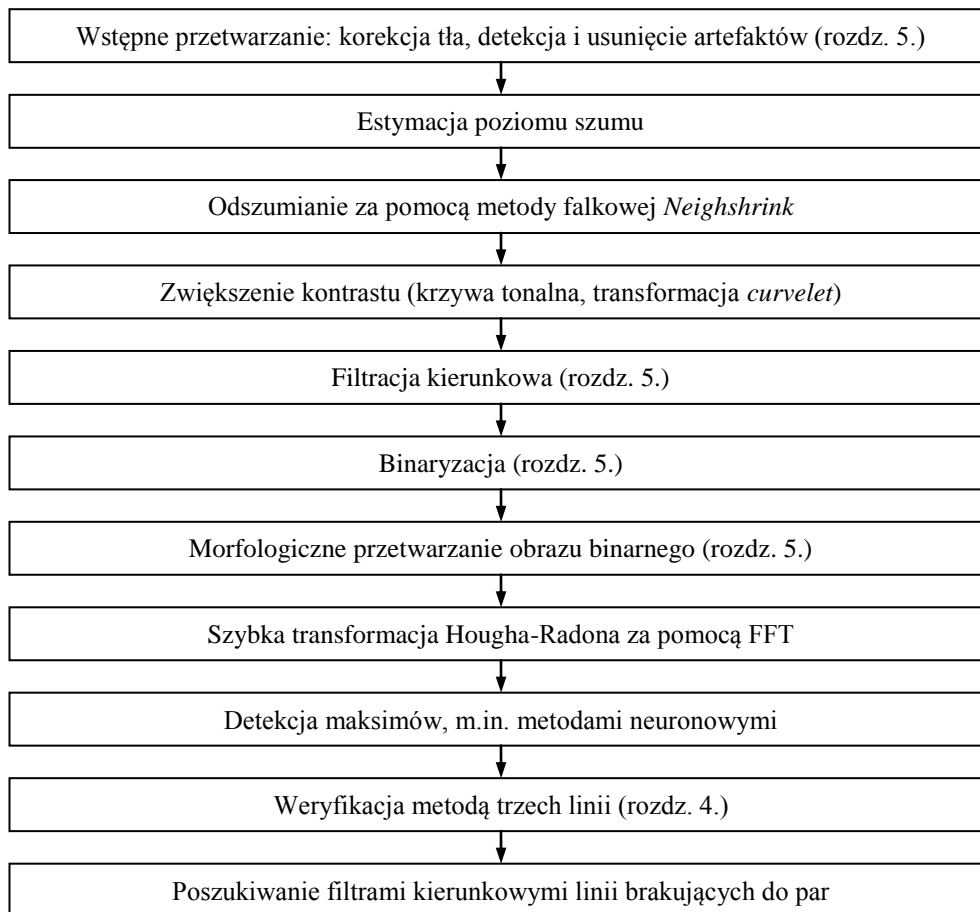 Wstępne przetwarzanie: korekcja tła, detekcja i usunięcie artefaktów (rozdz. 5.)
Estymacja poziomu szumu
Odszumianie za pomocą metody falkowej Neighshrink
Zwiększenie kontrastu (krzywa tonalna, transformacja curvelet)
Filtracja kierunkowa (rozdz. 5.)
Binaryzacja (rozdz. 5.)
Morfologiczne przetwarzanie obrazu binarnego (rozdz. 5.)
Szybka transformacja Hougha-Radona za pomocą FFT
Detekcja maksimów, m.in. metodami neuronowymi
Weryfikacja metodą trzech linii (rozdz. 4.)
Poszukiwanie filtrami kierunkowymi linii brakujących do par